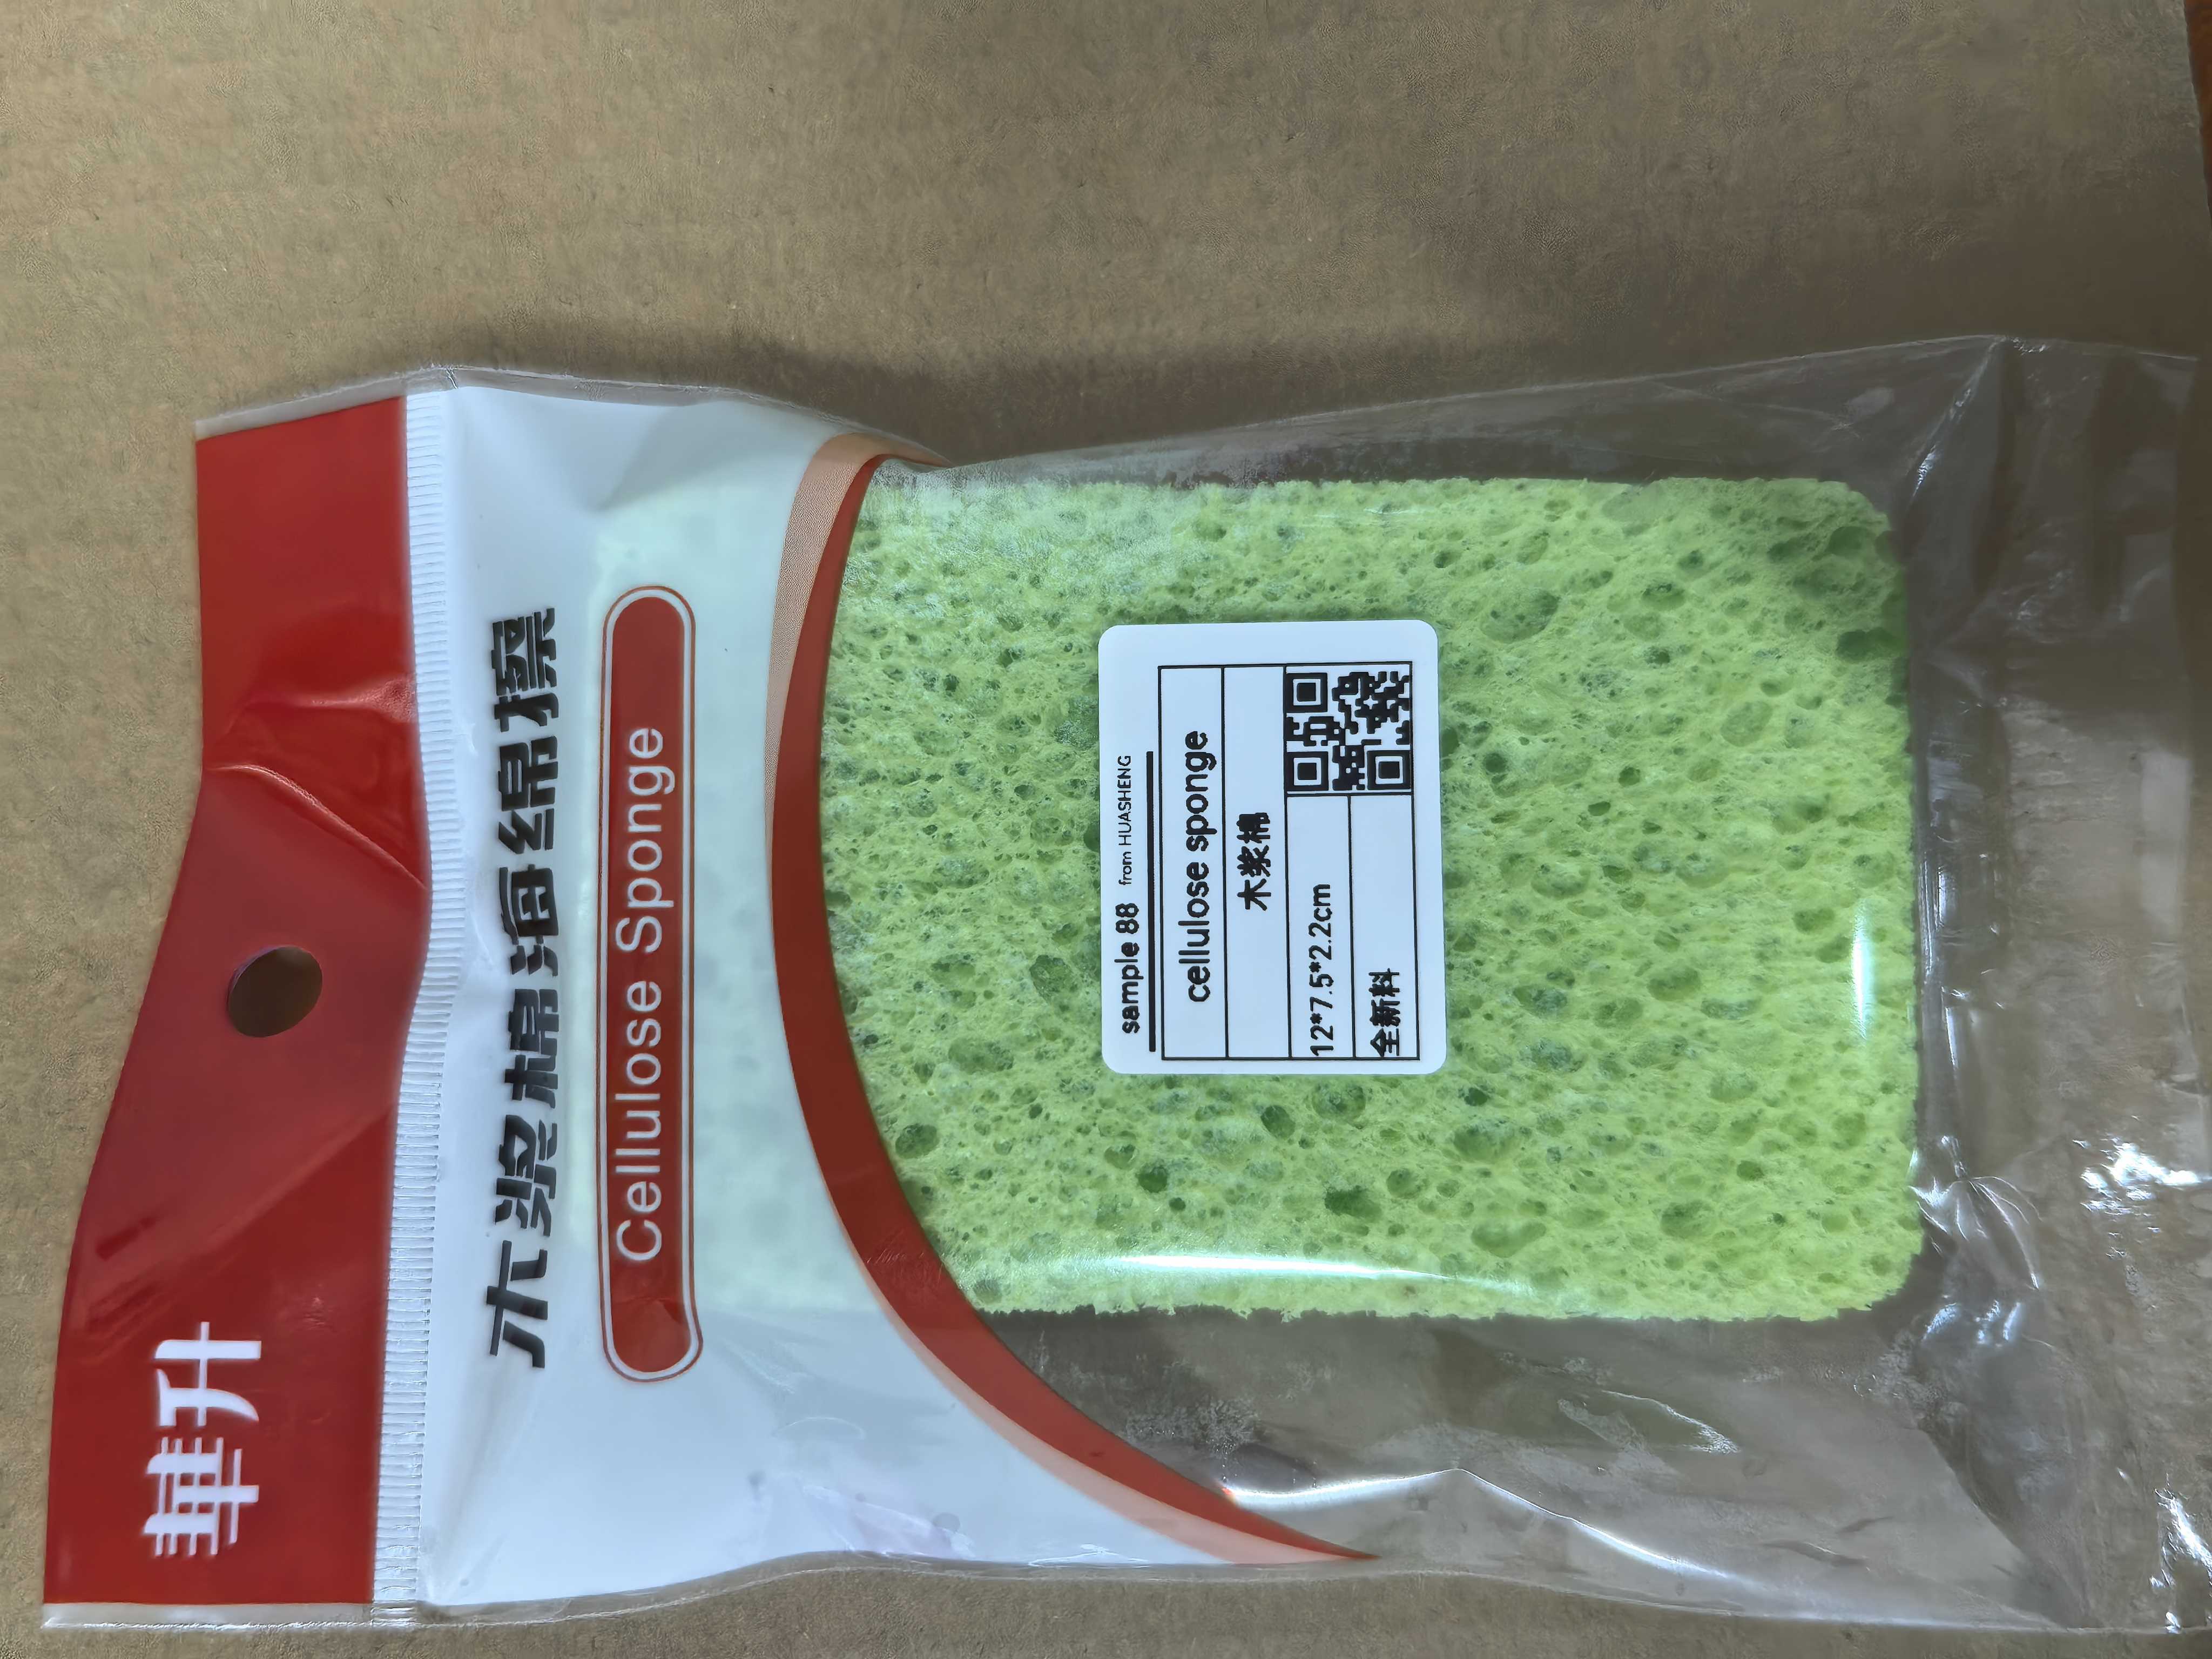 華升
木浆棉海绵擦
Cellulose Sponge
sample 88 from HUASHENG
cellulose sponge
木浆棉
12*7.5*2.2cm
全新料